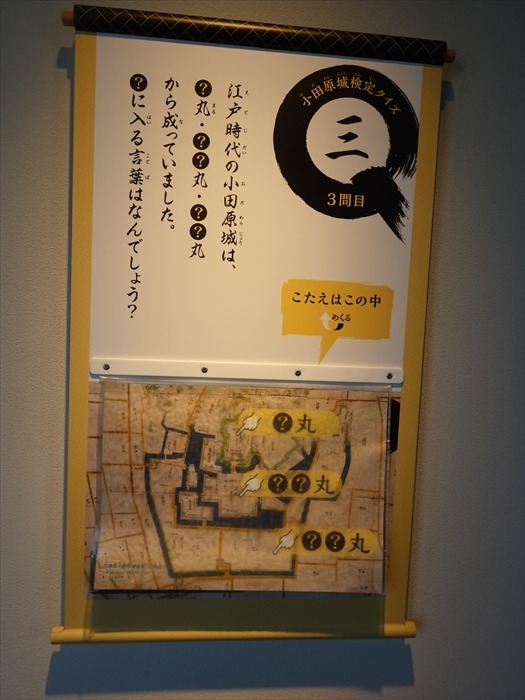 小田原城検定クイズ
三
3問目
江戸時代の小田原城は、
?丸・??丸・??丸
から成っていました。
?に入る言葉はなんでしょう?
こたえはこの中
めくる
?丸
??丸
??丸